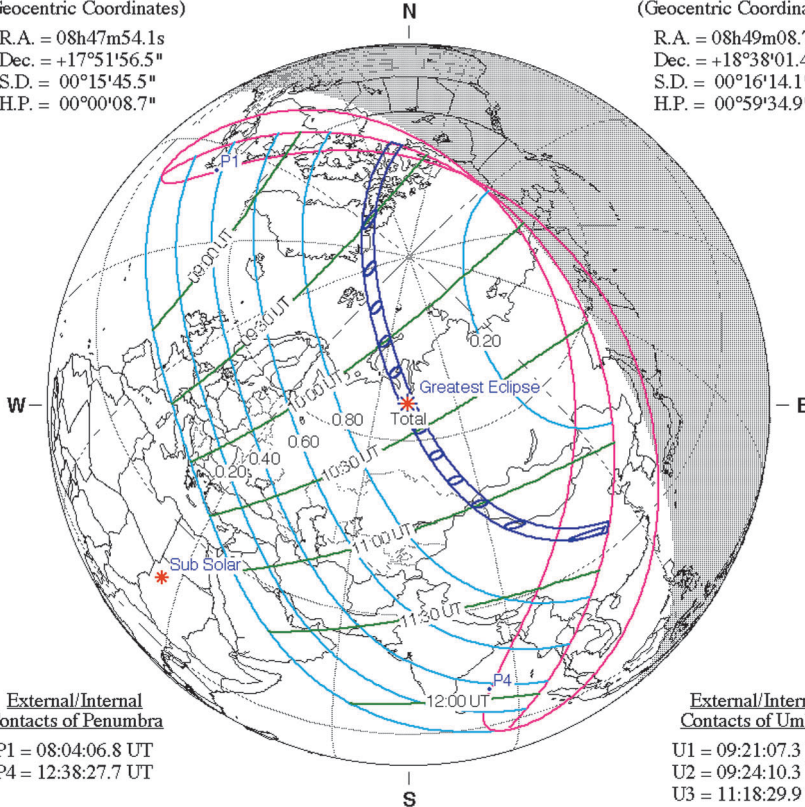 eocentric Coordinates)
R.A. = 08h47m54.1s
Dec. = +17°51'56.5"
S.D. = 00°15'45.5"
H.P. = 00°00'08.7"
N
(Geocentric Coordina
R.A. = 08h49m08.7
Dec. = +18°38'01.4
S.D. = 00°16'14.1"
H.P. = 00°59'34.9"
P1
09:00 UT
09:30 UT
0.20
10:00 UT
Greatest Eclipse
W
E
Total
0.80
0.60
0.40
0.20
10:30 UT
11:00 UT
Sub Solar
11:30 UT
P4
12:00 UT
External/Internal
ontacts of Penumbra
P1 = 08:04:06.8 UT
P4 = 12:38:27.7 UT
External/Intern
Contacts of Um
U1 = 09:21:07.3
U2 = 09:24:10.3
U3 = 11:18:29.9
S